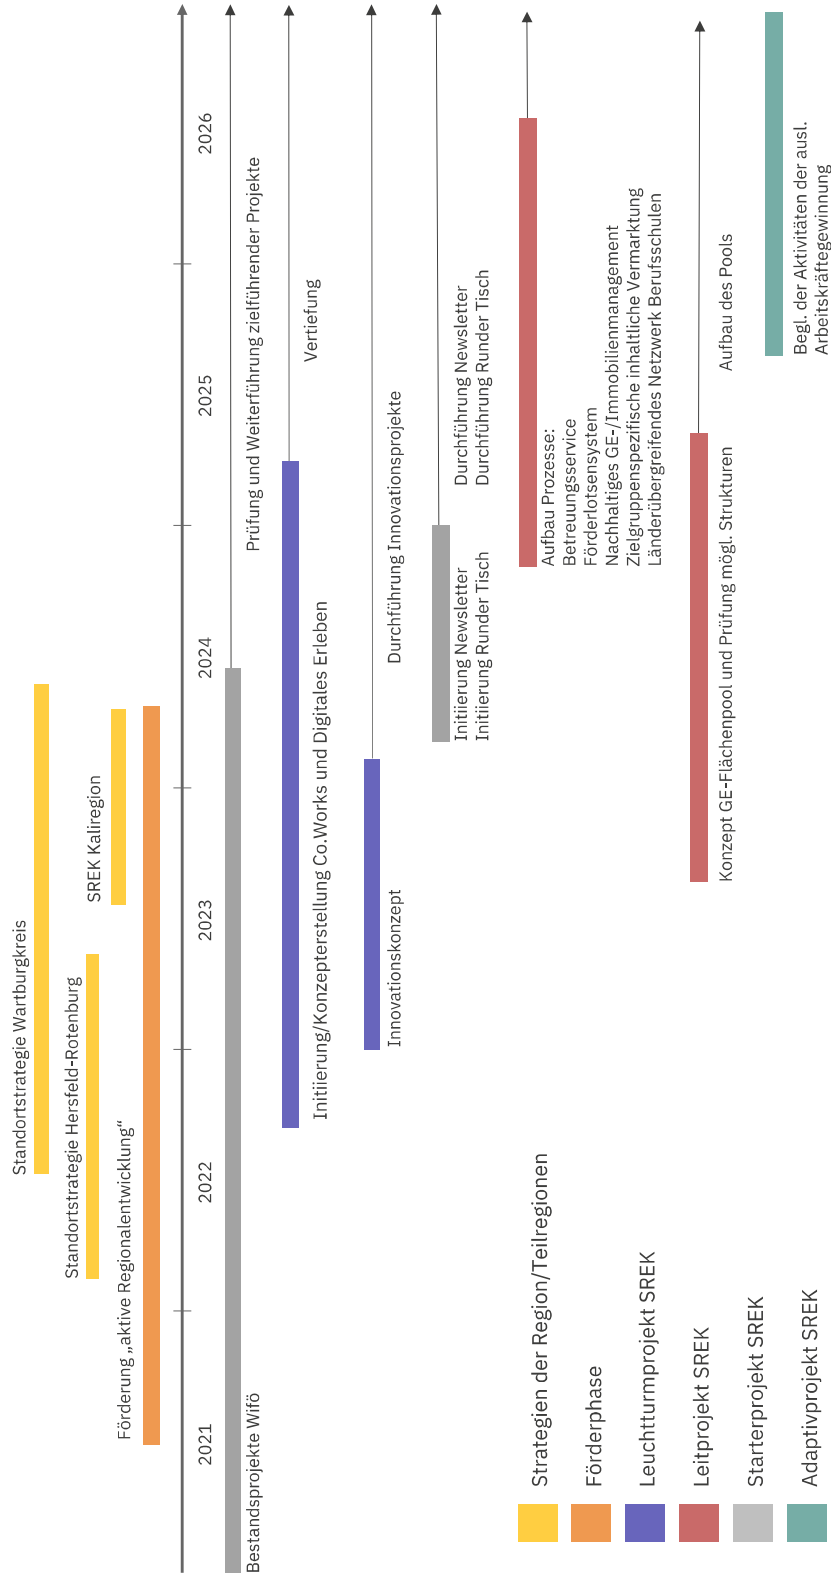 Standortstrategie Wartburgkreis
Standortstrategie Hersfeld-Rotenburg
SREK Kaliregion
Förderung „aktive Regionalentwicklung“
2021
2022
2023
2024
2025
2026
Bestandsprojekte Wifö
Prüfung und Weiterführung zielführender Projekte
Initiierung/Konzepterstellung Co.Works und Digitales Erleben
Vertiefung
Innovationskonzept
Durchführung Innovationsprojekte
Initiierung Newsletter
Initiierung Runder Tisch
Durchführung Newsletter
Durchführung Runder Tisch
Aufbau Prozesse:
Betreuungsservice
Förderlotsensystem
Nachhaltiges GE-/Immobilienmanagement
Zielgruppenspezifische inhaltliche Vermarktung
Länderübergreifendes Netzwerk Berufsschulen
Konzept GE-Flächenpool und Prüfung mögl. Strukturen
Aufbau des Pools
Begl. der Aktivitäten der ausl.
Arbeitskräftegewinnung
Strategien der Region/Teilregionen
Förderphase
Leuchtturmprojekt SREK
Leitprojekt SREK
Starterprojekt SREK
Adaptivprojekt SREK